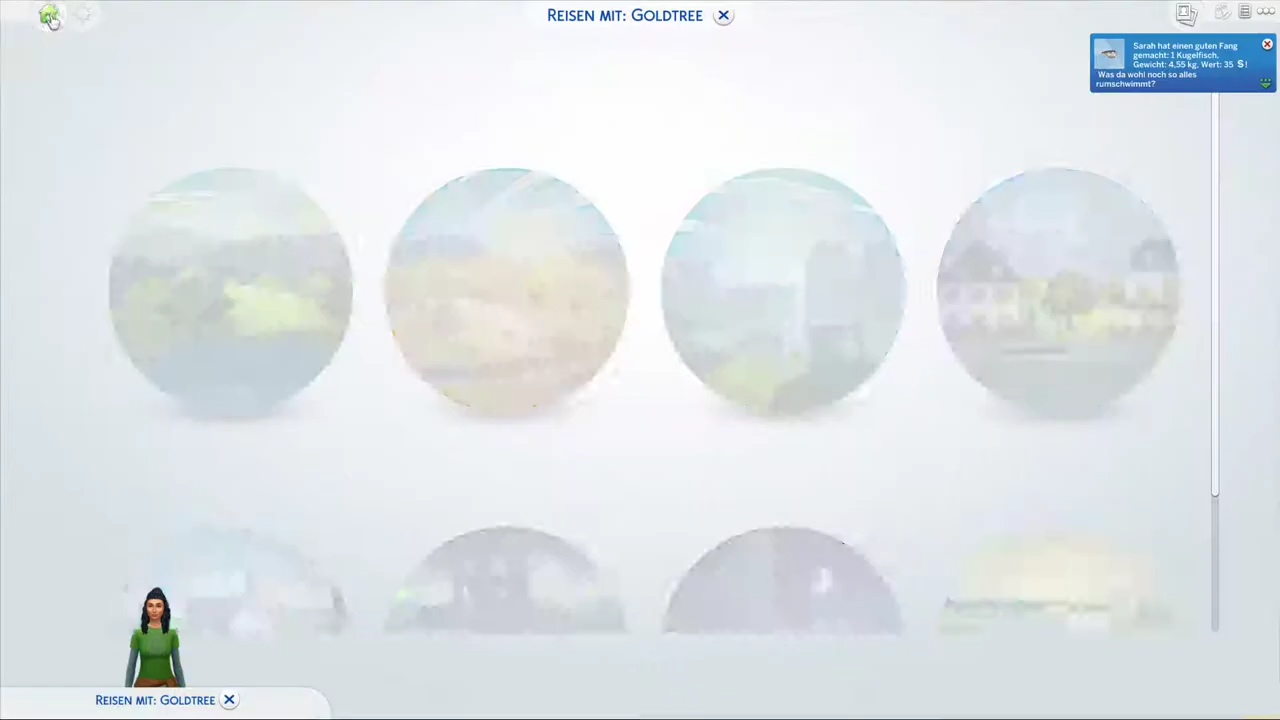 REISEN MIT: GOLDTREE
Sarah hat einen guten Fang
gemacht: 1 Kugelfisch.
Gewicht: 4,55 kg, Wert: 35 $!
Was da wohl noch so alles
rumschwimmt?
REISEN MIT: GOLDTREE